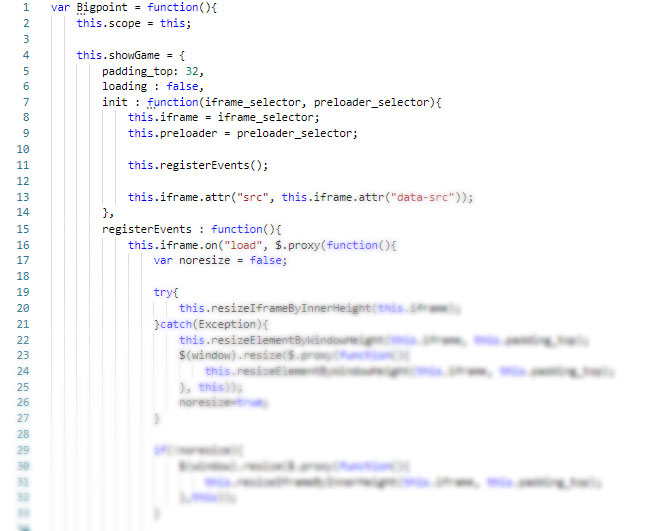 1 var Bigpoint = function(){
2 this.scope = this;
3
4 this.showGame = {
5 padding_top: 32,
6 loading : false,
7 init : function(iframe_selector, preloader_selector){
8 this.iframe = iframe_selector;
9 this.preloader = preloader_selector;
10
11 this.registerEvents();
12
13 this.iframe.attr("src", this.iframe.attr("data-src"));
14 },
15 registerEvents : function(){
16 this.iframe.on("load", $.proxy(function(){
17 var noresize = false;
18
19 try{
20 this.resizeIframeByInnerHeight(this.iframe);
21 }catch(Exception){
22 this.resizeElementByWindowHeight(this.iframe, this.padding_top);
23 $(window).resize($.proxy(function(){
24 this.resizeElementByWindowHeight(this.iframe, this.padding_top);
25 }, this));
26 noresize=true;
27 }
28
29 if(!noresize){
30 $(window).resize($.proxy(function(){
31 this.resizeIframeByInnerHeight(this.iframe, this.padding_top);
32 },this));
33 }